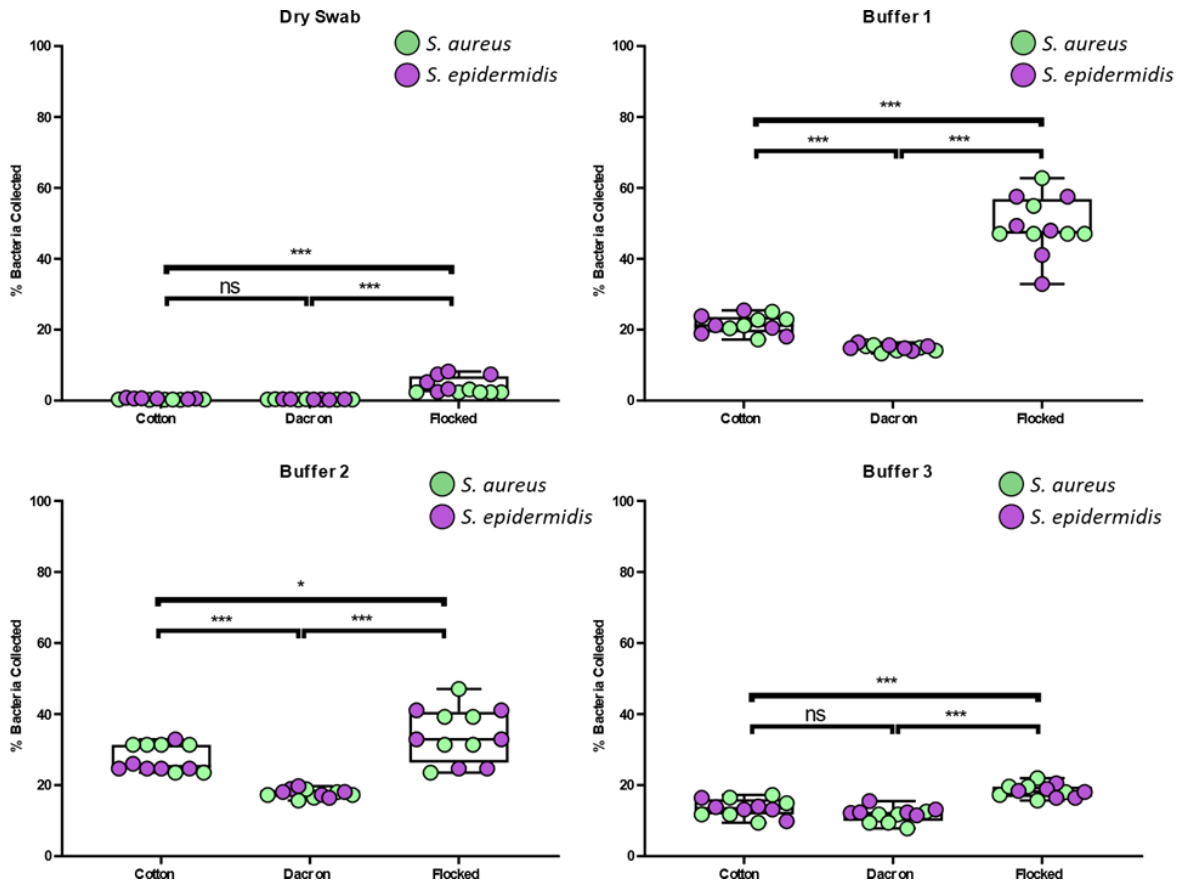 Dry Swab
S. aureus
S. epidermidis
% Bacteria Collected
100
80
60
40
20
0
***
ns
***
Cotton
Dacron
Flocked
Buffer 1
S. aureus
S. epidermidis
% Bacteria Collected
100
80
60
40
20
0
***
***
***
Cotton
Dacron
Flocked
Buffer 2
S. aureus
S. epidermidis
% Bacteria Collected
100
80
60
40
20
0
*
***
***
Cotton
Dacron
Flocked
Buffer 3
S. aureus
S. epidermidis
% Bacteria Collected
100
80
60
40
20
0
***
ns
***
Cotton
Dacron
Flocked